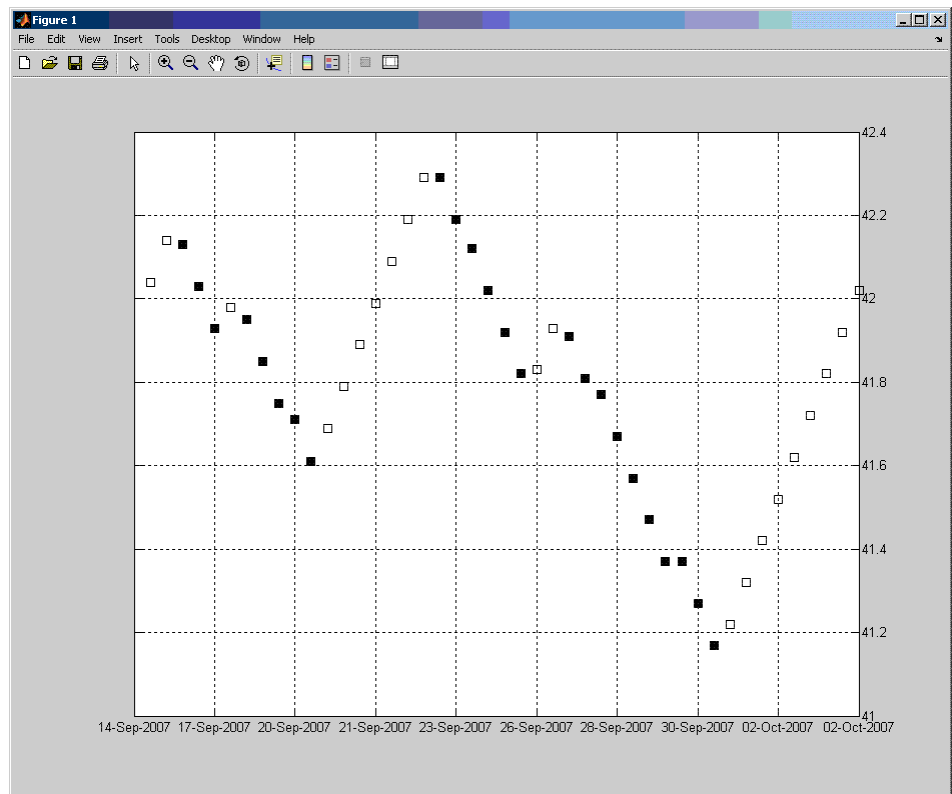 Figure 1
File Edit View Insert Tools Desktop Window Help
42.4
42.2
42
41.8
41.6
41.4
41.2
41
14-Sep-2007 17-Sep-2007 20-Sep-2007 21-Sep-2007 23-Sep-2007 26-Sep-2007 28-Sep-2007 30-Sep-2007 02-Oct-2007 02-Oct-2007